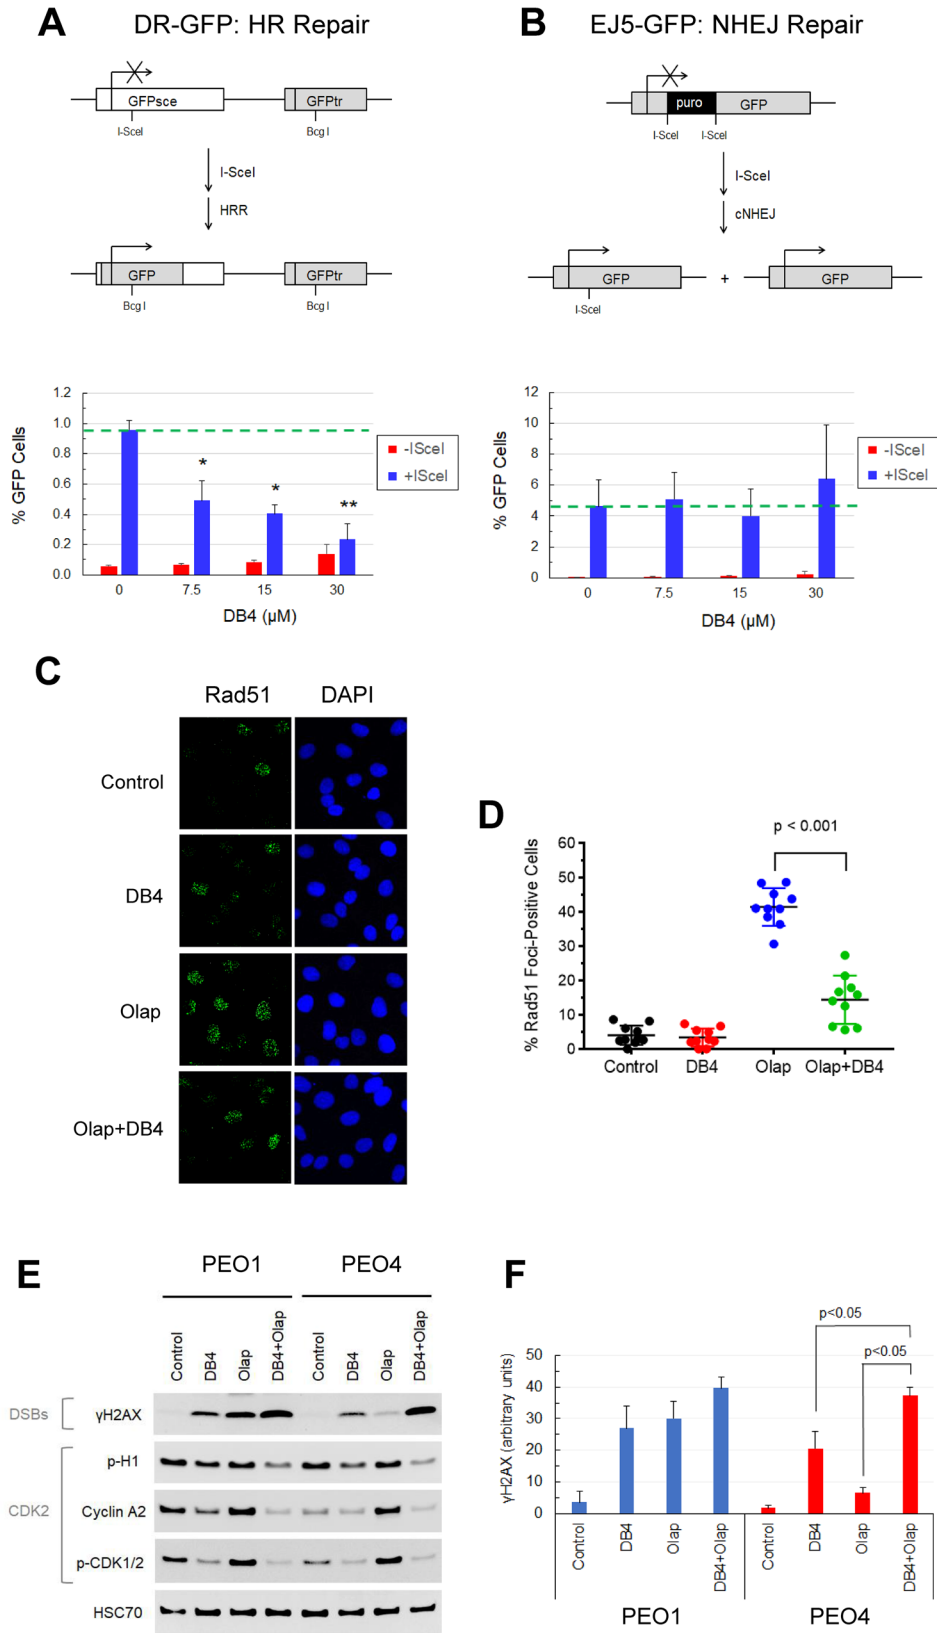 A
DR-GFP: HR Repair
GFPsce
GFPtr
I-SceI
Bcg I
I-SceI
HRR
GFP
GFPtr
Bcg I
Bcg I
% GFP Cells
1.2
1.0
0.8
0.6
0.4
0.2
0.0
*
*
**
-ISceI
+ISceI
0
7.5
15
30
DB4 (µM)
B
EJ5-GFP: NHEJ Repair
puro
GFP
I-SceI
I-SceI
I-SceI
cNHEJ
GFP
+
GFP
I-SceI
% GFP Cells
12
10
8
6
4
2
0
-ISceI
+ISceI
0
7.5
15
30
DB4 (µM)
C
Rad51
DAPI
Control
DB4
Olap
Olap+DB4
D
p < 0.001
% Rad51 Foci-Positive Cells
60
50
40
30
20
10
0
Control
DB4
Olap
Olap+DB4
E
PEO1
PEO4
Control
DB4
Olap
DB4+Olap
Control
DB4
Olap
DB4+Olap
DSBs
γH2AX
CDK2
p-H1
Cyclin A2
p-CDK1/2
HSC70
F
p<0.05
p<0.05
γH2AX (arbitrary units)
50
40
30
20
10
0
Control
DB4
Olap
DB4+Olap
Control
DB4
Olap
DB4+Olap
PEO1
PEO4